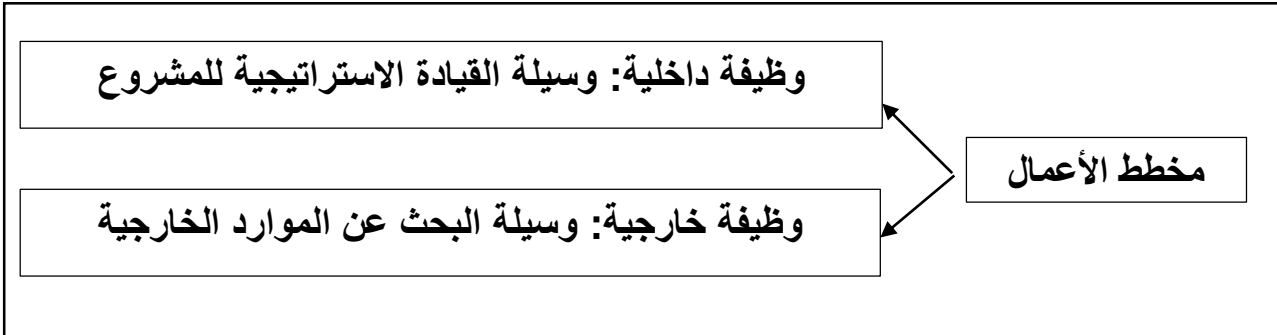 وظيفة داخلية: وسيلة القيادة الاستراتيجية للمشروع
مخطط الأعمال
وظيفة خارجية: وسيلة البحث عن الموارد الخارجية